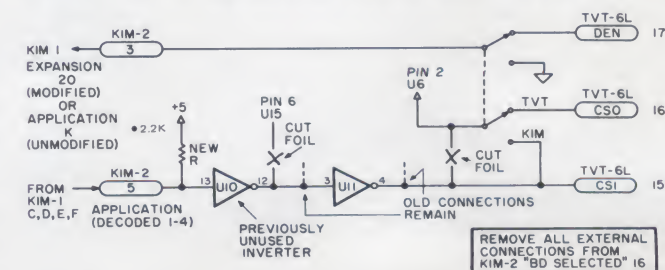 KIM-2
TVT-6L
KIM 1
3
DEN
17
EXPANSION
20
(MODIFIED)
OR
APPLICATION
K
(UNMODIFIED)
PIN 2
U6
TVT-6L
CSO
16
TVT
+5
PIN 6
U15
• 2.2K
NEW
R
CUT
FOIL
KIM
CUT
FOIL
TVT-6L
CSI
15
KIM-2
5
FROM
KIM-1
C,D,E,F
APPLICATION
(DECODED 1-4)
13
U10
12
3
U11
4
OLD CONNECTIONS
REMAIN
PREVIOUSLY
UNUSED
INVERTER
REMOVE ALL EXTERNAL
CONNECTIONS FROM
KIM-2 "BD SELECTED" 16